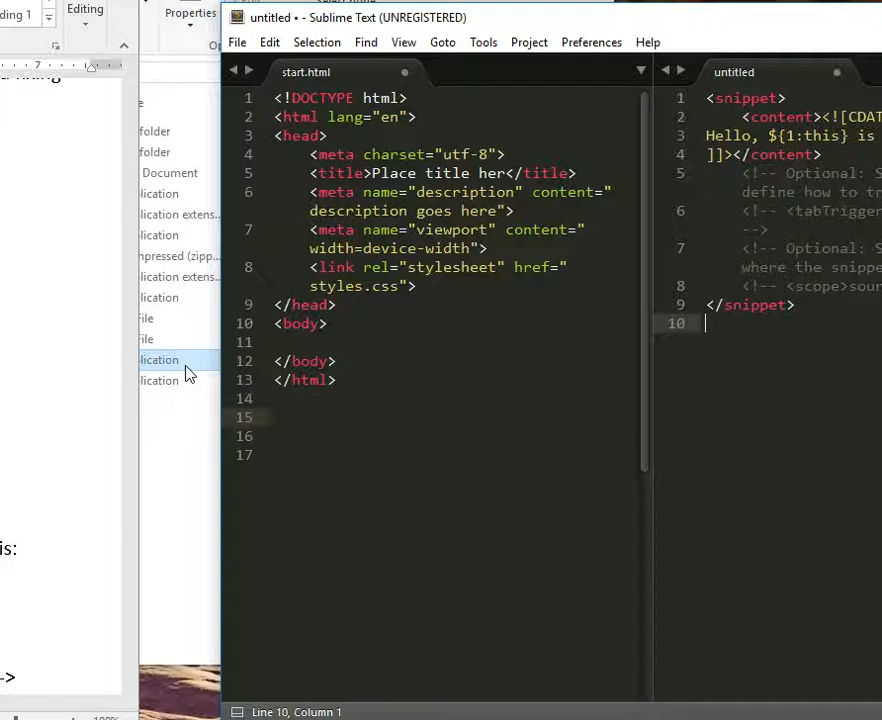 ding 1
Editing
Properties
7
folder
folder
Document
lication
lication extens...
lication
npressed (zipp...
lication extens...
lication
File
File
lication
lication
is:
->
untitled • - Sublime Text (UNREGISTERED)
File Edit Selection Find View Goto Tools Project Preferences Help
start.html
1 <!DOCTYPE html>
2 <html lang="en">
3 <head>
4 <meta charset="utf-8">
5 <title>Place title her</title>
6 <meta name="description" content="
description goes here">
7 <meta name="viewport" content="
width=device-width">
8 <link rel="stylesheet" href="
styles.css">
9 </head>
10 <body>
11
12 </body>
13 </html>
14
15
16
17
untitled
1 <snippet>
2 <content><![CDAT
3 Hello, ${1:this} is
4 ]]></content>
5 <!-- Optional: S
define how to tr
6 <!-- <tabTrigger
-->
7 <!-- Optional: S
where the snippe
8 <!-- <scope>sour
9 </snippet>
10
Line 10, Column 1